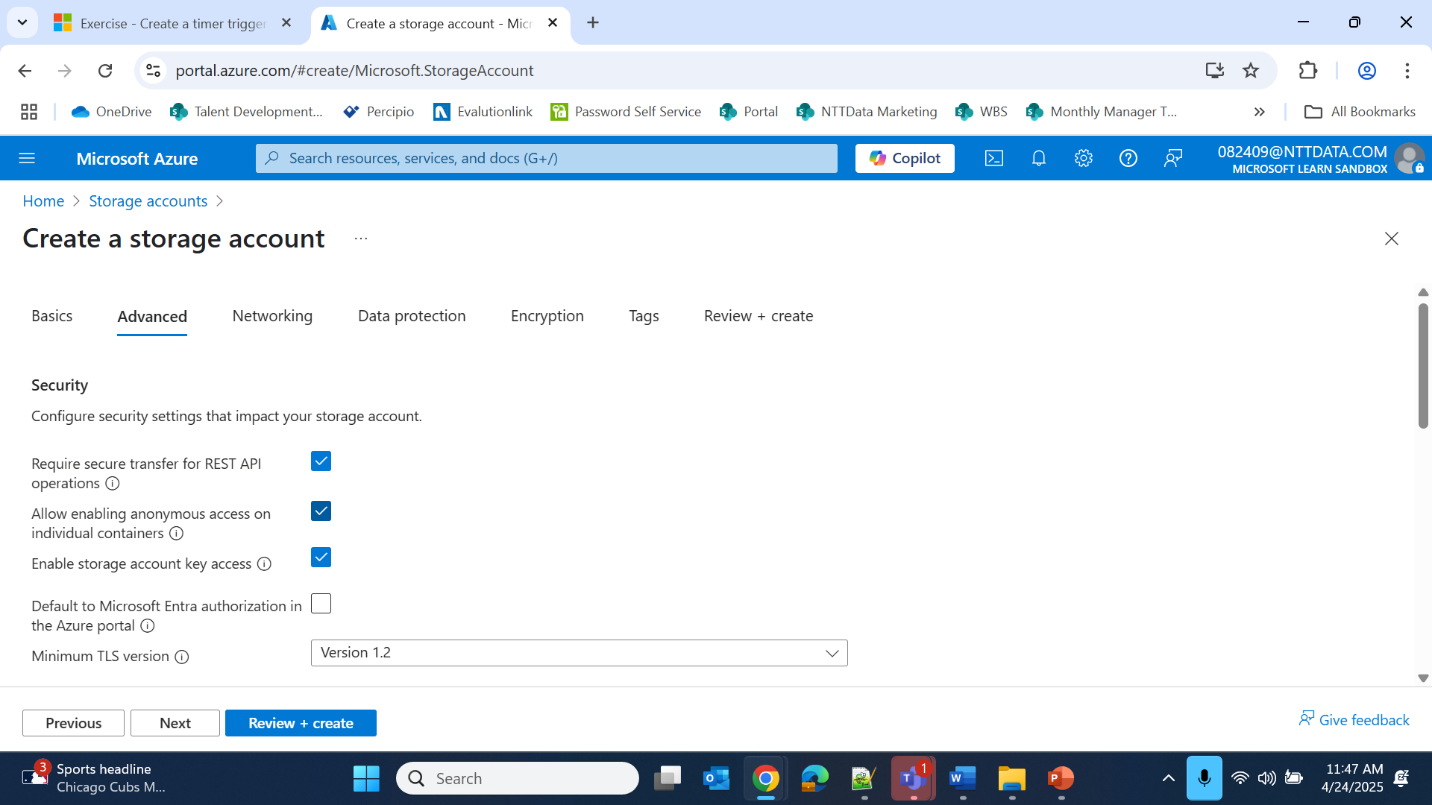 Exercise - Create a timer trigger
Create a storage account - Micr
portal.azure.com/#create/Microsoft.StorageAccount
OneDrive
Talent Development...
Percipio
Evalutionlink
Password Self Service
Portal
NTTData Marketing
WBS
Monthly Manager T...
»
All Bookmarks
Microsoft Azure
Search resources, services, and docs (G+/)
Copilot
082409@NTTDATA.COM
MICROSOFT LEARN SANDBOX
Home > Storage accounts >
Create a storage account ...
Basics
Advanced
Networking
Data protection
Encryption
Tags
Review + create
Security
Configure security settings that impact your storage account.
Require secure transfer for REST API
operations
Allow enabling anonymous access on
individual containers
Enable storage account key access
Default to Microsoft Entra authorization in
the Azure portal
Minimum TLS version
Version 1.2
Previous
Next
Review + create
Give feedback
3
Sports headline
Chicago Cubs M...
Search
1
11:47 AM
4/24/2025